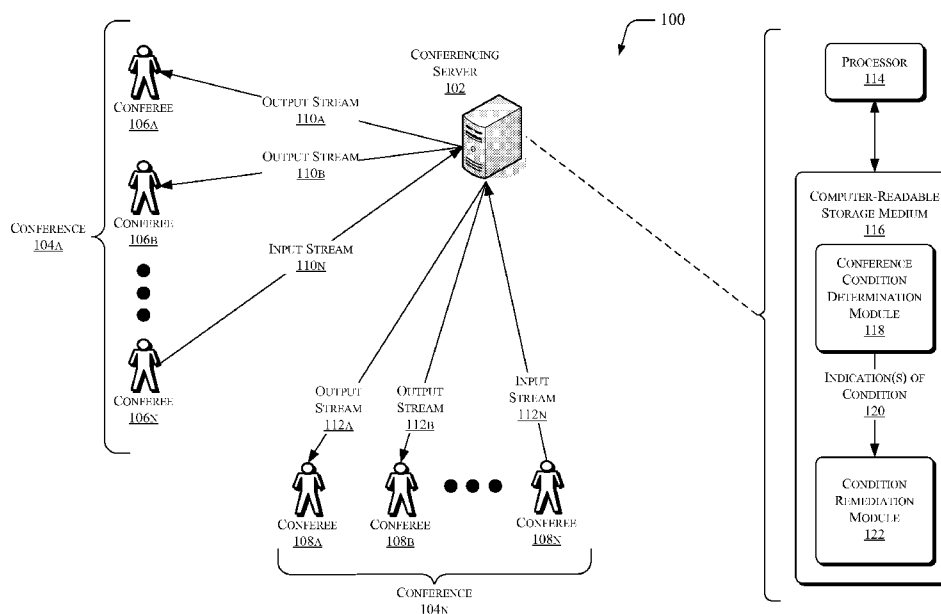 100
CONFERENCING
SERVER
102
CONFEREE
106A
OUTPUT STREAM
110A
OUTPUT STREAM
110B
CONFEREE
106B
CONFERENCE
104A
INPUT STREAM
110N
CONFEREE
106N
OUTPUT
STREAM
112A
OUTPUT
STREAM
112B
INPUT
STREAM
112N
CONFEREE
108A
CONFEREE
108B
CONFEREE
108N
CONFERENCE
104N
PROCESSOR
114
COMPUTER-READABLE
STORAGE MEDIUM
116
CONFERENCE
CONDITION
DETERMINATION
MODULE
118
INDICATION(S) OF
CONDITION
120
CONDITION
REMEDIATION
MODULE
122